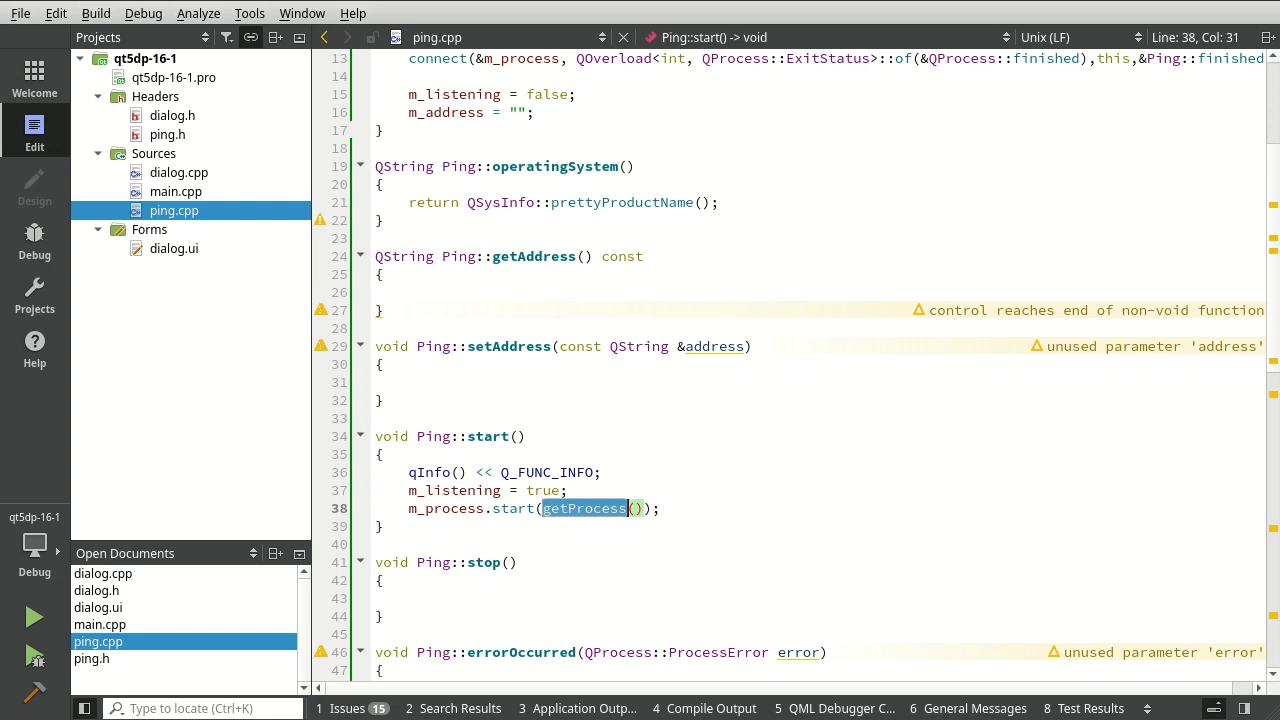 File Edit Build Debug Analyze Tools Window Help
Projects
ping.cpp
Ping::start() -> void
Unix (LF)
Line: 38, Col: 31
Welcome
Edit
Design
Debug
Projects
Help
qt5dp-16-1
Debug
qt5dp-16-1
qt5dp-16-1.pro
Headers
dialog.h
ping.h
Sources
dialog.cpp
main.cpp
ping.cpp
Forms
dialog.ui
Open Documents
dialog.cpp
dialog.h
dialog.ui
main.cpp
ping.cpp
ping.h
13 connect(&m_process, QOverload<int, QProcess::ExitStatus>::of(&QProcess::finished),this,&Ping::finished
14
15 m_listening = false;
16 m_address = "";
17 }
18
19 QString Ping::operatingSystem()
20 {
21 return QSysInfo::prettyProductName();
22 }
23
24 QString Ping::getAddress() const
25 {
26
27 } control reaches end of non-void function
28
29 void Ping::setAddress(const QString &address) unused parameter 'address'
30 {
31
32 }
33
34 void Ping::start()
35 {
36 qInfo() << Q_FUNC_INFO;
37 m_listening = true;
38 m_process.start(getProcess());
39 }
40
41 void Ping::stop()
42 {
43
44 }
45
46 void Ping::errorOccurred(QProcess::ProcessError error) unused parameter 'error'
47 {
Type to locate (Ctrl+K)
1 Issues 15
2 Search Results
3 Application Outp...
4 Compile Output
5 QML Debugger C...
6 General Messages
8 Test Results